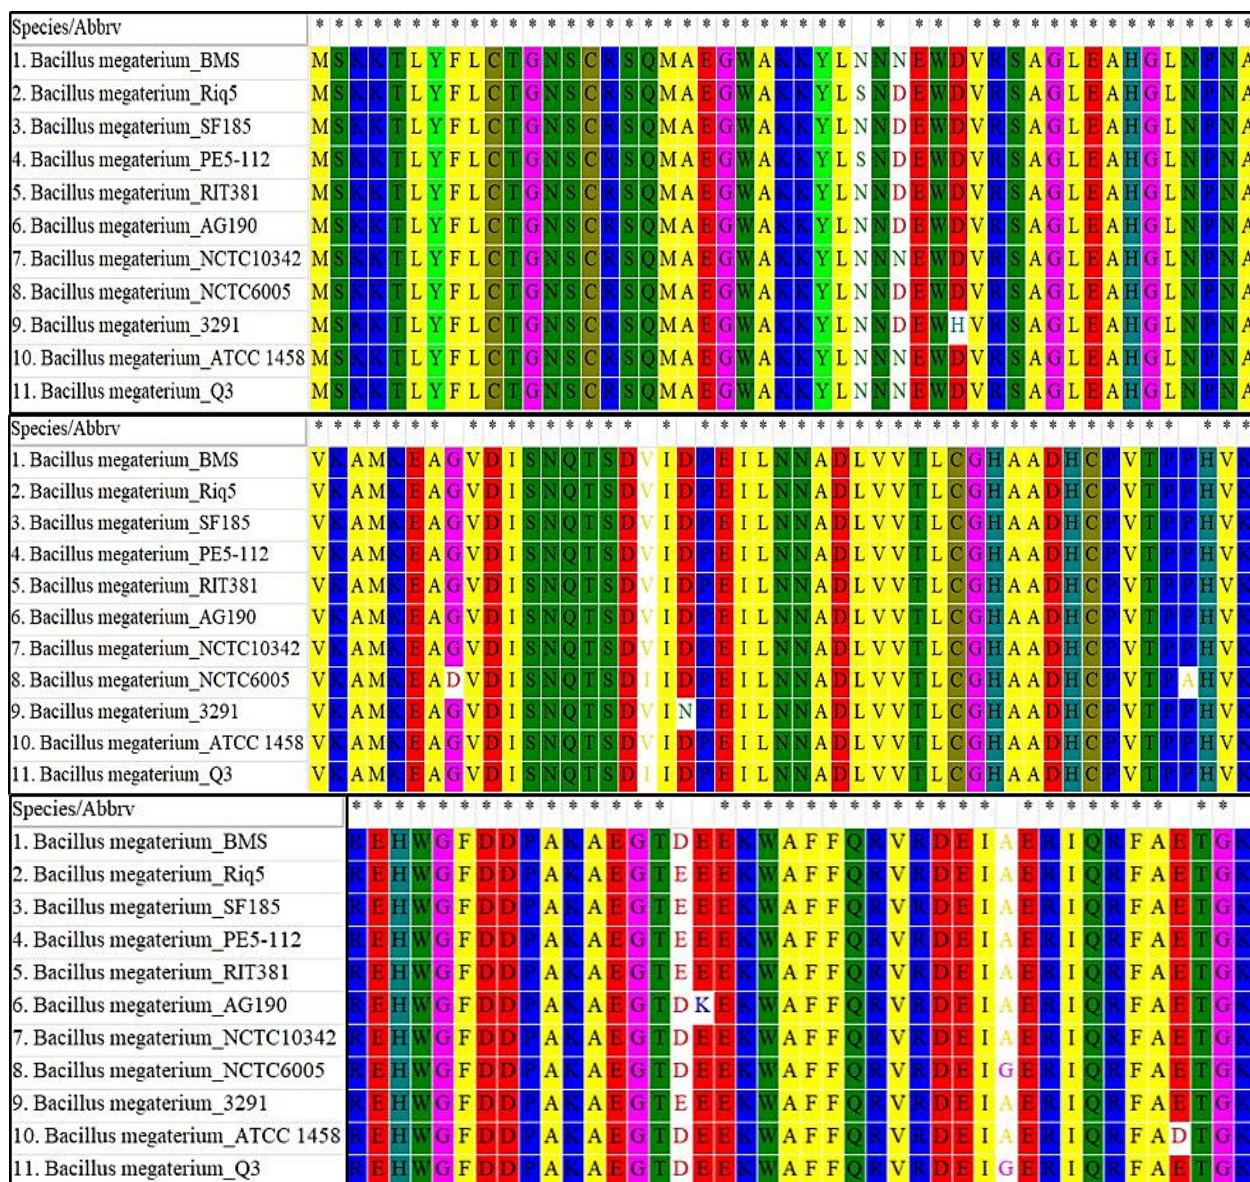 Species/Abbrv * * * * * * * * * * * * * * * * * * * * * * * * * * * * * * * * * * * * * * * * * * * * * *
1. Bacillus megaterium_BMS M S K K T L Y F L C T G N S C R S Q M A E G W A K K Y L N N N E W D V R S A G L E A H G L N P N A
2. Bacillus megaterium_Riq5 M S K K T L Y F L C T G N S C R S Q M A E G W A K K Y L S N D E W D V R S A G L E A H G L N P N A
3. Bacillus megaterium_SF185 M S K K T L Y F L C T G N S C R S Q M A E G W A K K Y L N N D E W D V R S A G L E A H G L N P N A
4. Bacillus megaterium_PE5-112 M S K K T L Y F L C T G N S C R S Q M A E G W A K K Y L S N D E W D V R S A G L E A H G L N P N A
5. Bacillus megaterium_RIT381 M S K K T L Y F L C T G N S C R S Q M A E G W A K K Y L N N D E W D V R S A G L E A H G L N P N A
6. Bacillus megaterium_AG190 M S K K T L Y F L C T G N S C R S Q M A E G W A K K Y L N N D E W D V R S A G L E A H G L N P N A
7. Bacillus megaterium_NCTC10342 M S K K T L Y F L C T G N S C R S Q M A E G W A K K Y L N N N E W D V R S A G L E A H G L N P N A
8. Bacillus megaterium_NCTC6005 M S K K T L Y F L C T G N S C R S Q M A E G W A K K Y L N N D E W D V R S A G L E A H G L N P N A
9. Bacillus megaterium_3291 M S K K T L Y F L C T G N S C R S Q M A E G W A K K Y L N N D E W H V R S A G L E A H G L N P N A
10. Bacillus megaterium_ATCC 1458 M S K K T L Y F L C T G N S C R S Q M A E G W A K K Y L N N N E W D V R S A G L E A H G L N P N A
11. Bacillus megaterium_Q3 M S K K T L Y F L C T G N S C R S Q M A E G W A K K Y L N N N E W D V R S A G L E A H G L N P N A
Species/Abbrv * * * * * * * * * * * * * * * * * * * * * * * * * * * * * * * * * * * * * * * * * * * * *
1. Bacillus megaterium_BMS V K A M K E A G V D I S N Q T S D V I D P E I L N N A D L V V T L C G H A A D H C P V T P P H V K
2. Bacillus megaterium_Riq5 V K A M K E A G V D I S N Q T S D V I D P E I L N N A D L V V T L C G H A A D H C P V T P P H V K
3. Bacillus megaterium_SF185 V K A M K E A G V D I S N Q T S D V I D P E I L N N A D L V V T L C G H A A D H C P V T P P H V K
4. Bacillus megaterium_PE5-112 V K A M K E A G V D I S N Q T S D V I D P E I L N N A D L V V T L C G H A A D H C P V T P P H V K
5. Bacillus megaterium_RIT381 V K A M K E A G V D I S N Q T S D V I D P E I L N N A D L V V T L C G H A A D H C P V T P P H V K
6. Bacillus megaterium_AG190 V K A M K E A G V D I S N Q T S D V I D P E I L N N A D L V V T L C G H A A D H C P V T P P H V K
7. Bacillus megaterium_NCTC10342 V K A M K E A G V D I S N Q T S D V I D P E I L N N A D L V V T L C G H A A D H C P V T P P H V K
8. Bacillus megaterium_NCTC6005 V K A M K E A D V D I S N Q T S D I I D P E I L N N A D L V V T L C G H A A D H C P V T P A H V K
9. Bacillus megaterium_3291 V K A M K E A G V D I S N Q T S D V I N P E I L N N A D L V V T L C G H A A D H C P V T P P H V K
10. Bacillus megaterium_ATCC 1458 V K A M K E A G V D I S N Q T S D V I D P E I L N N A D L V V T L C G H A A D H C P V T P P H V K
11. Bacillus megaterium_Q3 V K A M K E A G V D I S N Q T S D I I D P E I L N N A D L V V T L C G H A A D H C P V T P P H V K
Species/Abbrv * * * * * * * * * * * * * * * * * * * * * * * * * * * * * * * * * * * * *
1. Bacillus megaterium_BMS R E H W G F D D P A K A E G T D E E K W A F F Q R V R D E I A E R I Q R F A E T G K
2. Bacillus megaterium_Riq5 R E H W G F D D P A K A E G T E E E K W A F F Q R V R D E I A E R I Q R F A E T G K
3. Bacillus megaterium_SF185 R E H W G F D D P A K A E G T E E E K W A F F Q R V R D E I A E R I Q R F A E T G K
4. Bacillus megaterium_PE5-112 R E H W G F D D P A K A E G T E E E K W A F F Q R V R D E I A E R I Q R F A E T G K
5. Bacillus megaterium_RIT381 R E H W G F D D P A K A E G T E E E K W A F F Q R V R D E I A E R I Q R F A E T G K
6. Bacillus megaterium_AG190 R E H W G F D D P A K A E G T D K E K W A F F Q R V R D E I A E R I Q R F A E T G K
7. Bacillus megaterium_NCTC10342 R E H W G F D D P A K A E G T D E E K W A F F Q R V R D E I A E R I Q R F A E T G K
8. Bacillus megaterium_NCTC6005 R E H W G F D D P A K A E G T D E E K W A F F Q R V R D E I G E R I Q R F A E T G K
9. Bacillus megaterium_3291 R E H W G F D D P A K A E G T E E E K W A F F Q R V R D E I A E R I Q R F A E T G K
10. Bacillus megaterium_ATCC 1458 R E H W G F D D P A K A E G T D E E K W A F F Q R V R D E I A E R I Q R F A D T G K
11. Bacillus megaterium_Q3 R E H W G F D D P A K A E G T D E E K W A F F Q R V R D E I G E R I Q R F A E T G K